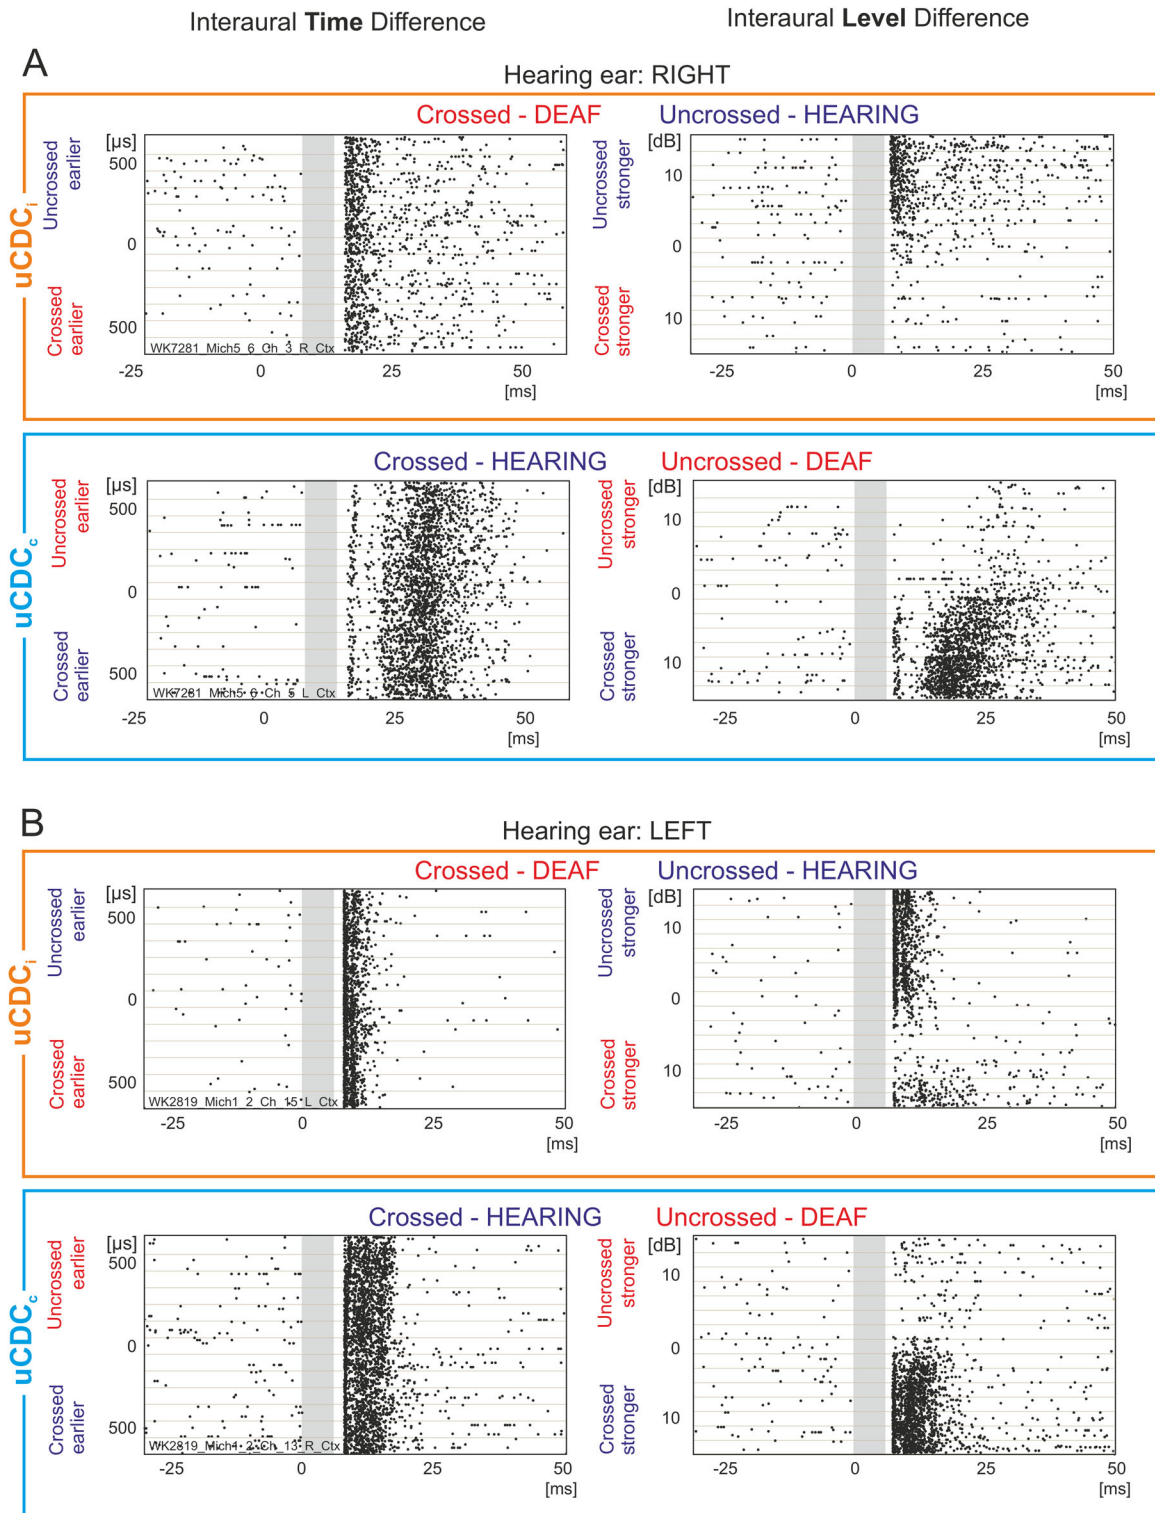 Interaural Time Difference
Interaural Level Difference
A
Hearing ear: RIGHT
uCDCi
Crossed - DEAF
Uncrossed - HEARING
Uncrossed
earlier
Crossed
earlier
[µs]
500
0
500
WK7281_Mich5_6_Ch_3_R_Ctx
-25 0 25 50
[ms]
Uncrossed
stronger
Crossed
stronger
[dB]
10
0
10
-25 0 25 50
[ms]
uCDCc
Crossed - HEARING
Uncrossed - DEAF
Uncrossed
earlier
Crossed
earlier
[µs]
500
0
500
WK7281_Mich5_6_Ch_5_L_Ctx
-25 0 25 50
[ms]
Uncrossed
stronger
Crossed
stronger
[dB]
10
0
10
-25 0 25 50
[ms]
B
Hearing ear: LEFT
uCDCi
Crossed - DEAF
Uncrossed - HEARING
Uncrossed
earlier
Crossed
earlier
[µs]
500
0
500
WK2819_Mich1_2_Ch_15_L_Ctx
-25 0 25 50
[ms]
Uncrossed
stronger
Crossed
stronger
[dB]
10
0
10
-25 0 25 50
[ms]
uCDCc
Crossed - HEARING
Uncrossed - DEAF
Uncrossed
earlier
Crossed
earlier
[µs]
500
0
500
WK2819_Mich1_2_Ch_13_R_Ctx
-25 0 25 50
[ms]
Uncrossed
stronger
Crossed
stronger
[dB]
10
0
10
-25 0 25 50
[ms]